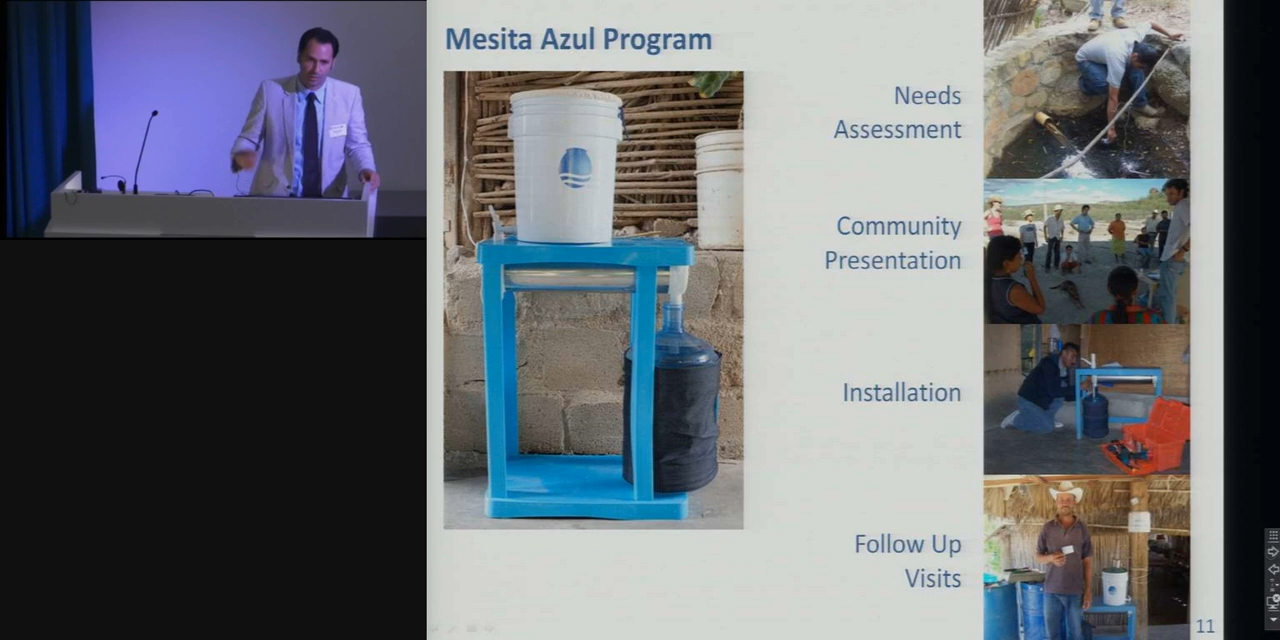 Mesita Azul Program
Needs
Assessment
Community
Presentation
Installation
Follow Up
Visits
11